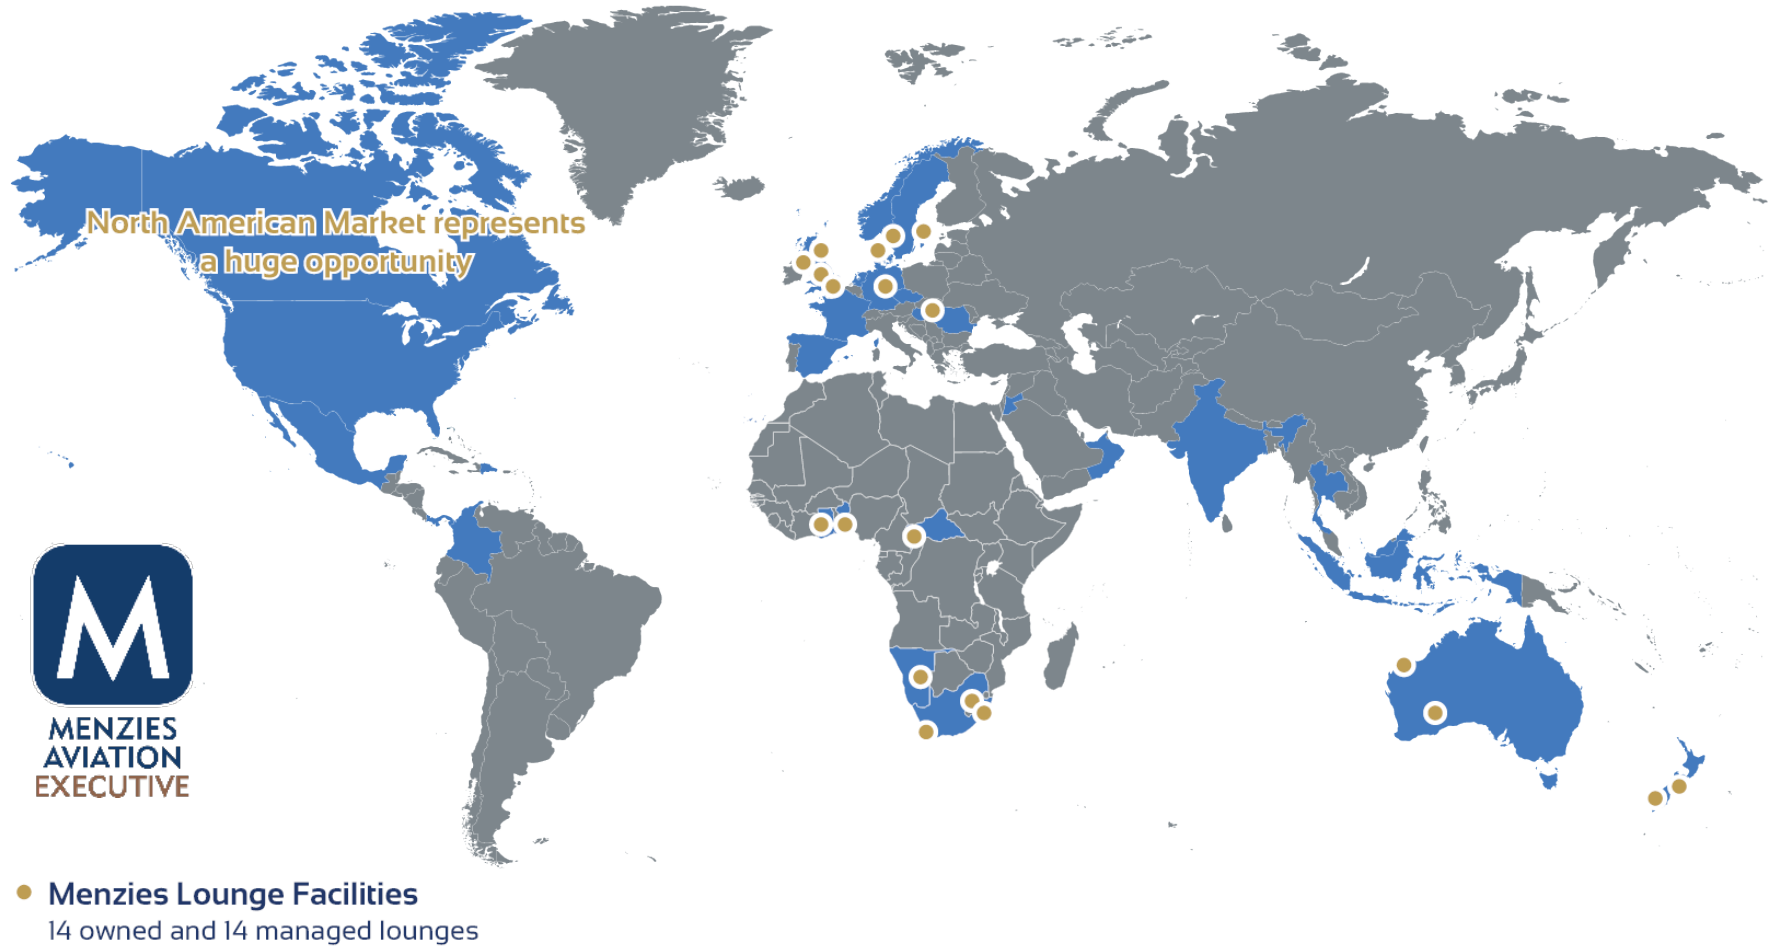 North American Market represents
a huge opportunity
M
MENZIES
AVIATION
EXECUTIVE
Menzies Lounge Facilities
14 owned and 14 managed lounges